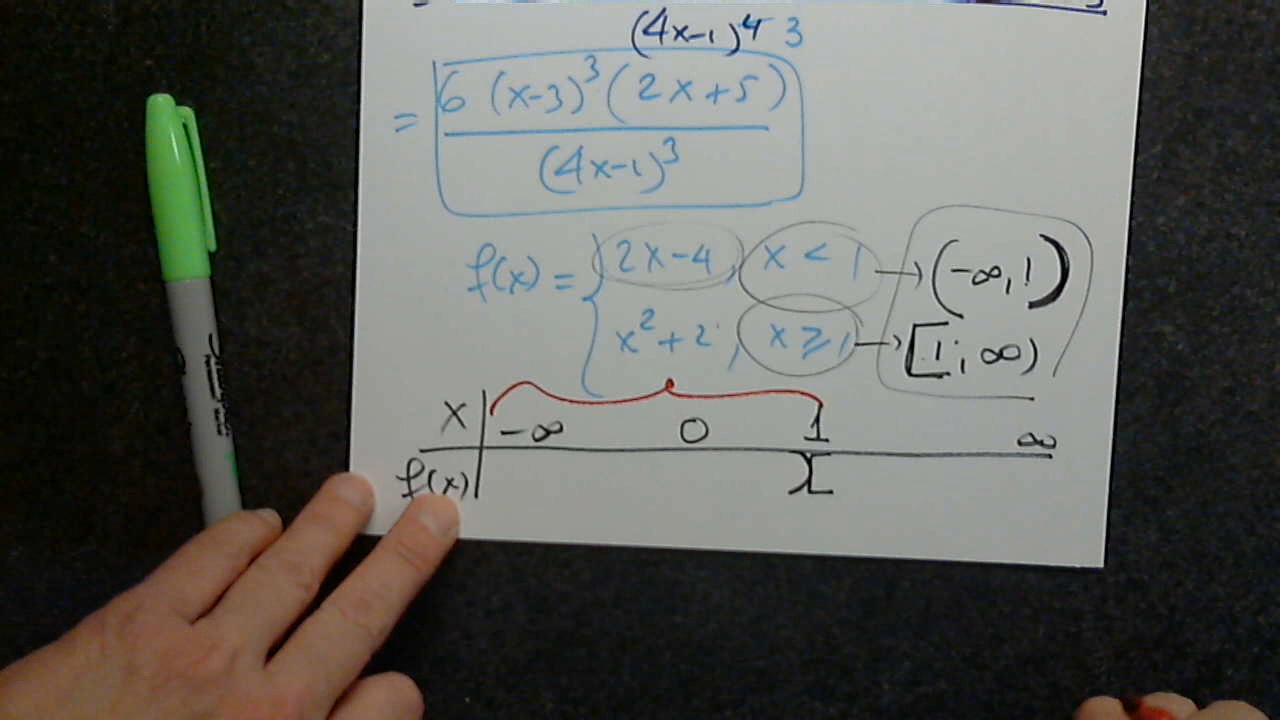 (4x-1)⁴ 3
= 6 (x-3)³ (2x+5)
(4x-1)³
f(x) = { 2x-4, x < 1 → (-∞, 1)
x²+2, x ≥ 1 → [1; ∞)
x | -∞ 0 1 ∞
f(x)